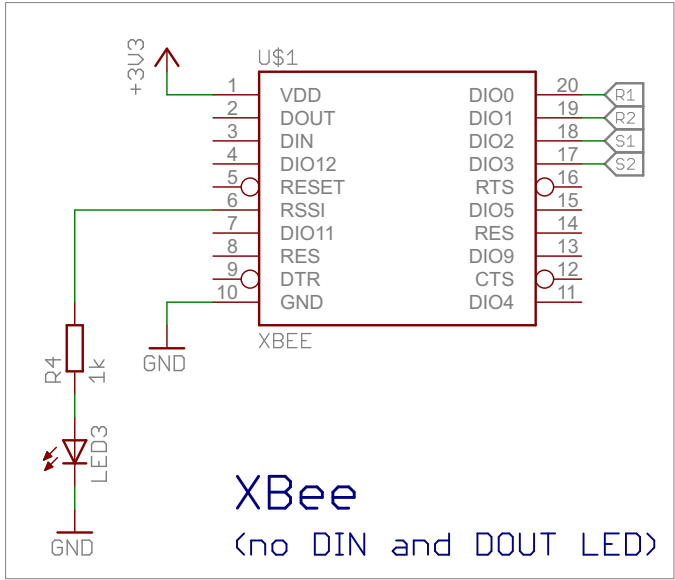 +3V3
U$1
1 VDD DIO0 20 R1
2 DOUT DIO1 19 R2
3 DIN DIO2 18 S1
4 DIO12 DIO3 17 S2
5 RESET RTS 16
6 RSSI DIO5 15
7 DIO11 RES 14
8 RES DIO9 13
9 DTR CTS 12
10 GND DIO4 11
XBEE
GND
R4
1k
LED3
GND
XBee
(no DIN and DOUT LED)